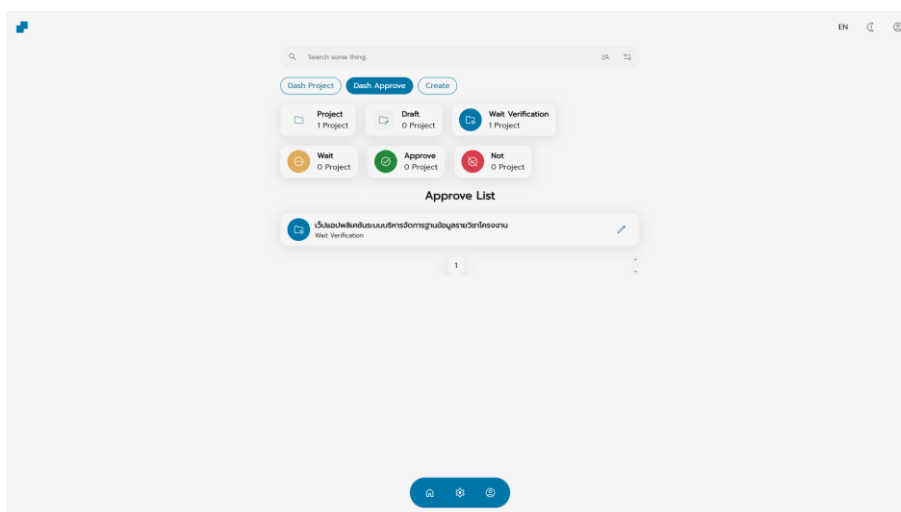 EN
Search some thing..
Dash Project Dash Approve Create
Project
1 Project
Draft
0 Project
Wait Verification
1 Project
Wait
0 Project
Approve
0 Project
Not
0 Project
Approve List
เว็ปแอปพลิเคชันระบบบริหารจัดการฐานข้อมูลรายวิชาโครงงาน
Wait Verification
1